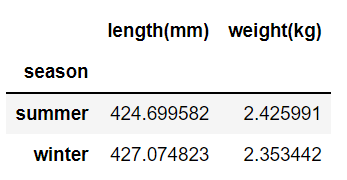 length(mm) weight(kg)
season
summer 424.699582 2.425991
winter 427.074823 2.353442